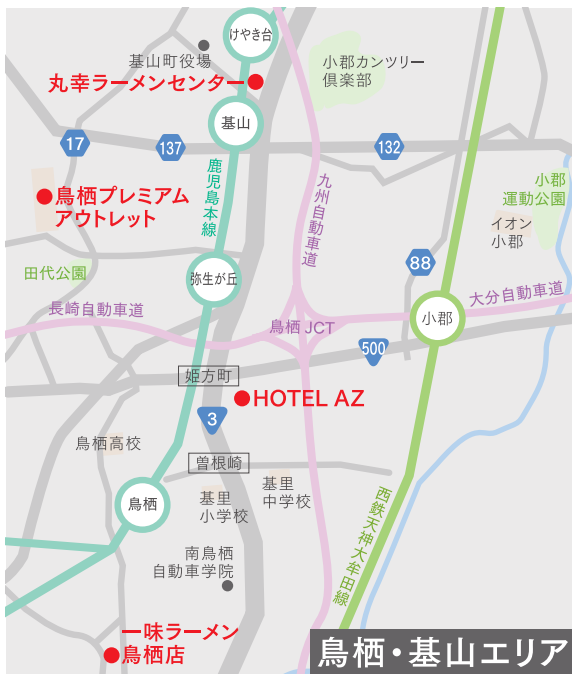 けやき台
基山町役場
小郡カンツリー
倶楽部
丸幸ラーメンセンター
基山
17
137
132
鹿児島本線
九州自動車道
小郡
運動公園
鳥栖プレミアム
アウトレット
イオン
小郡
88
田代公園
弥生が丘
大分自動車道
長崎自動車道
鳥栖JCT
小郡
500
姫方町
HOTEL AZ
3
鳥栖高校
曽根崎
基里
中学校
基里
小学校
鳥栖
西鉄天神大牟田線
南鳥栖
自動車学院
一味ラーメン
鳥栖店
鳥栖・基山エリア